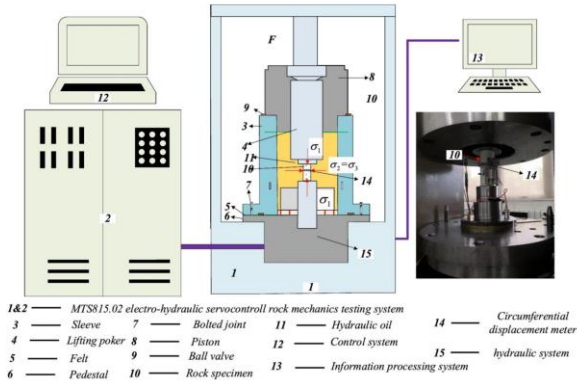 F
12
13
9
8
3
10
4
11
10
σ₁
σ₂=σ₃
14
σ₁
7
5
6
2
15
1
1
10
14
1&2 — MTS815.02 electro-hydraulic servocontroll rock mechanics testing system
3 — Sleeve
4 — Lifting poker
5 — Felt
6 — Pedestal
7 — Bolted joint
8 — Piston
9 — Ball valve
10 — Rock specimen
11 — Hydraulic oil
12 — Control system
13 — Information processing system
14 — Circumferential
displacement meter
15 — hydraulic system